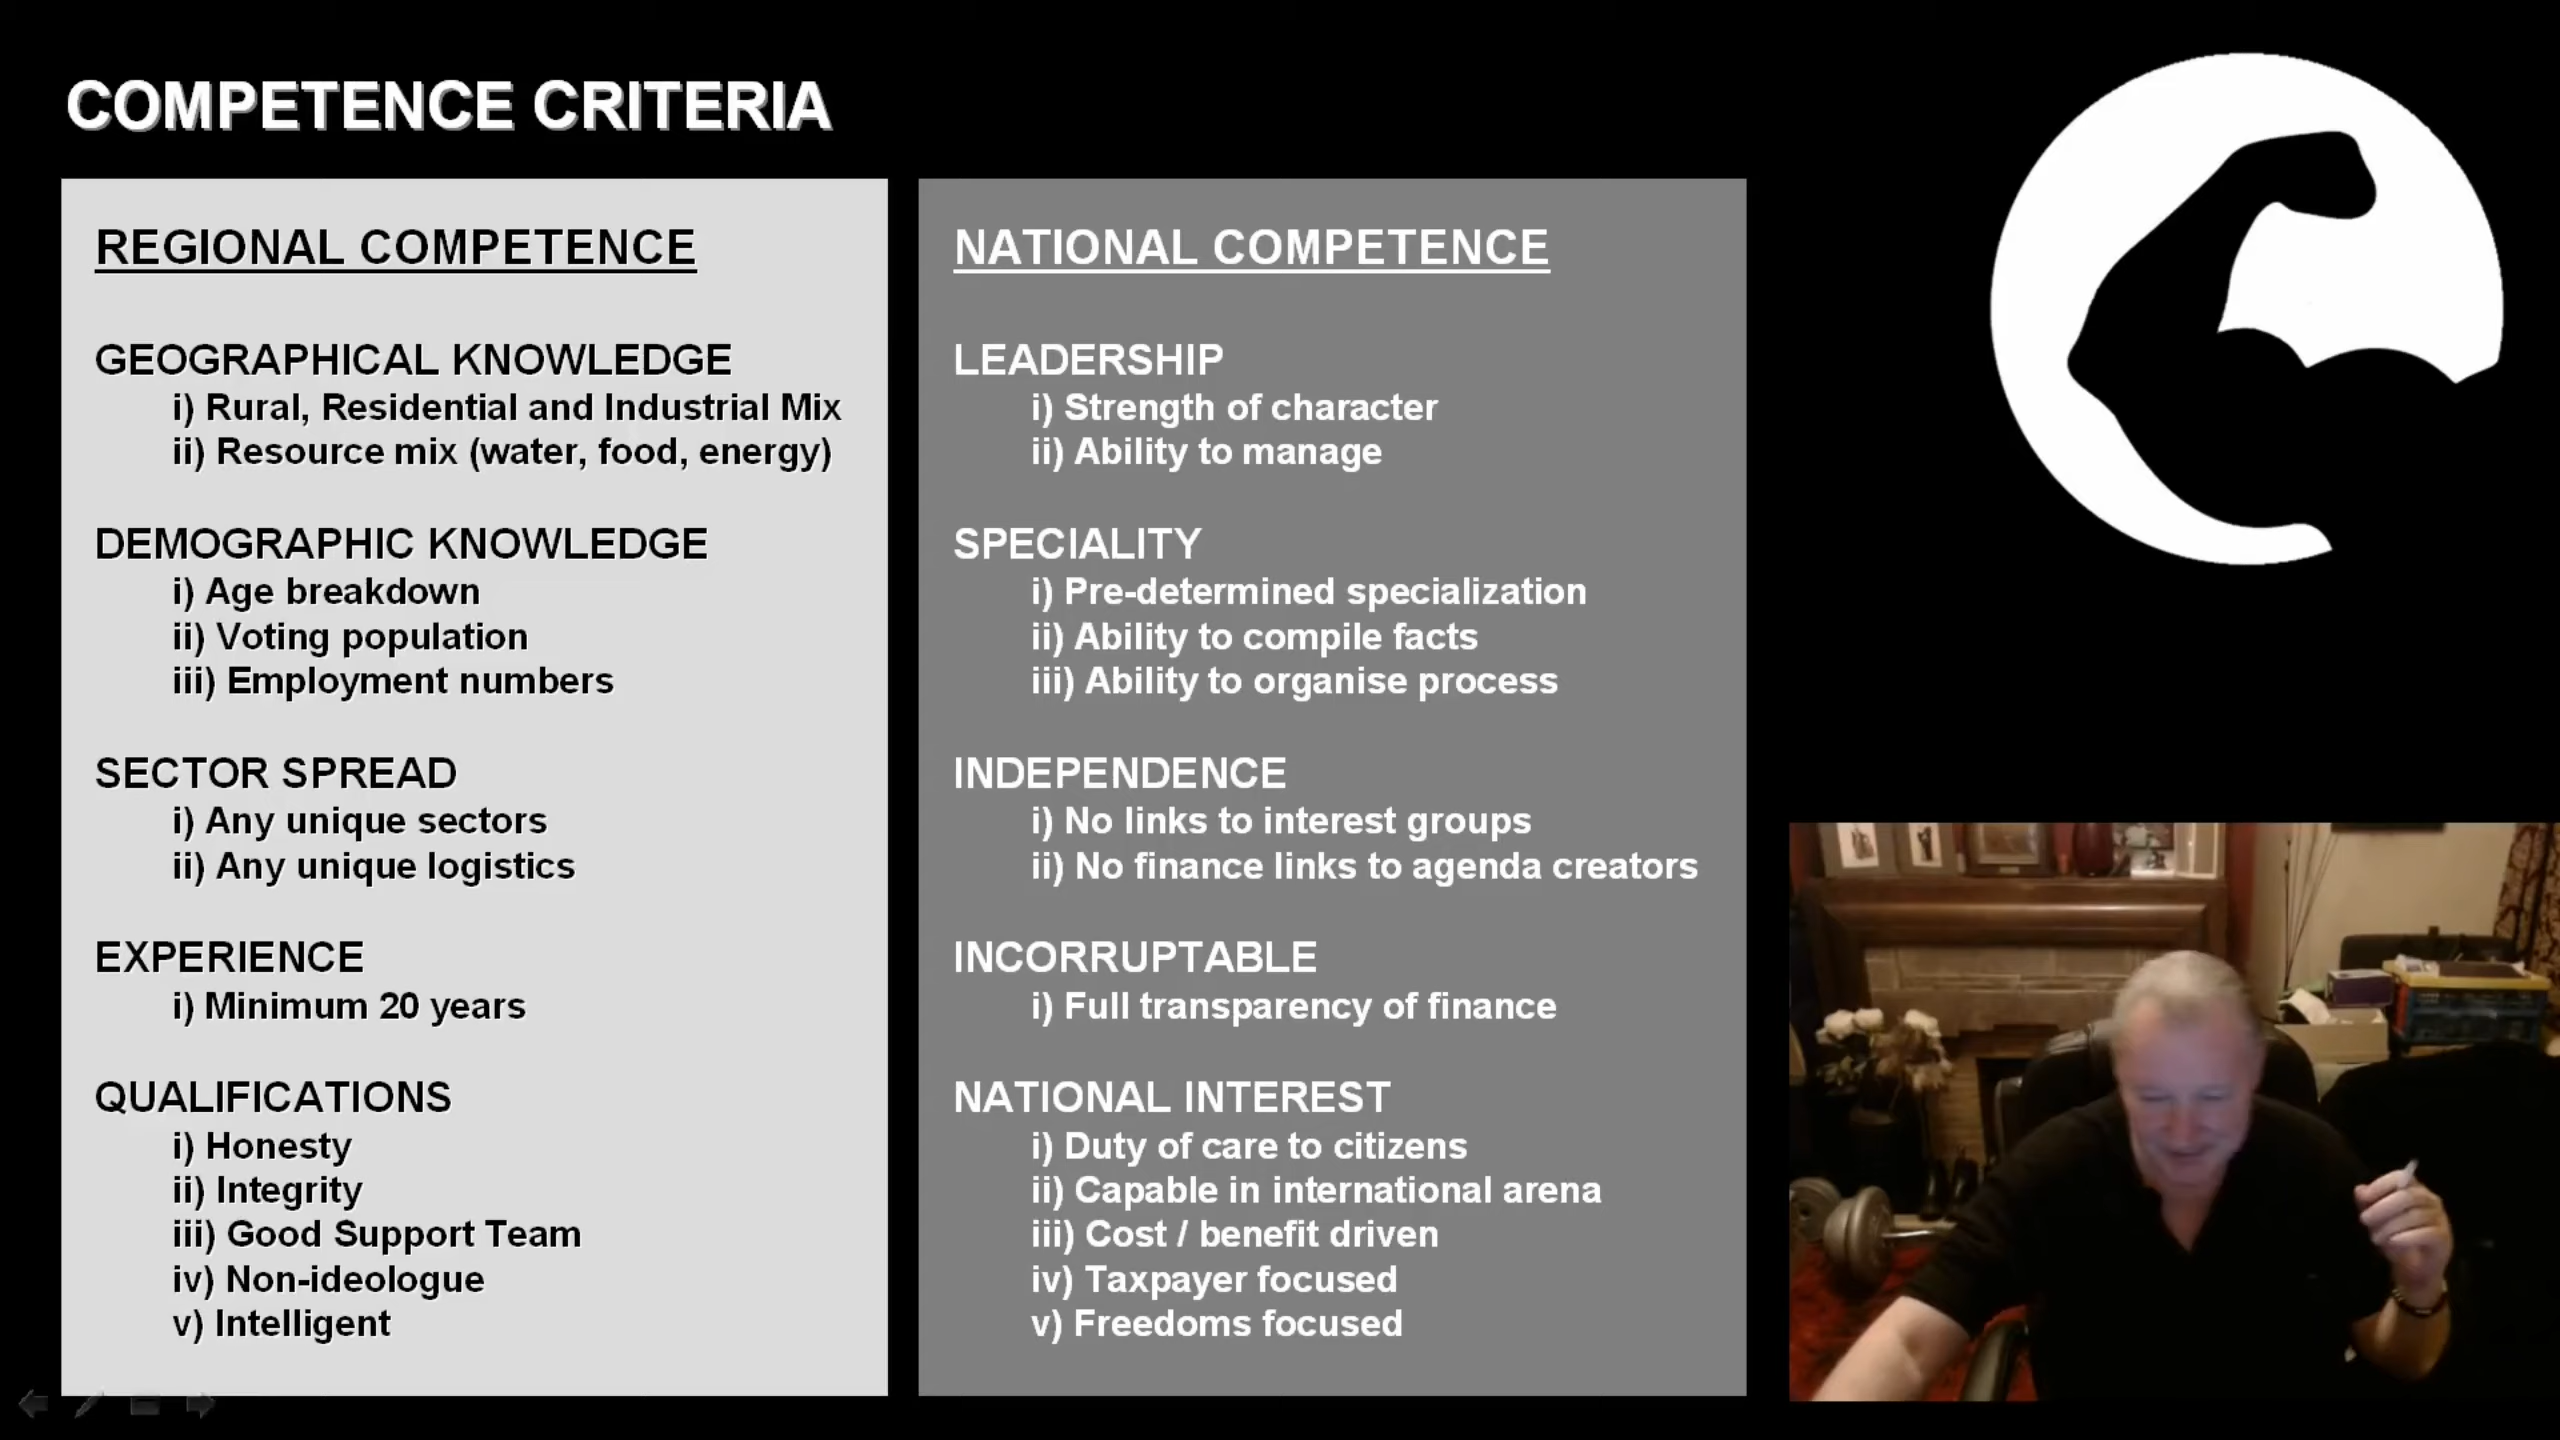 COMPETENCE CRITERIA
REGIONAL COMPETENCE
GEOGRAPHICAL KNOWLEDGE
i) Rural, Residential and Industrial Mix
ii) Resource mix (water, food, energy)
DEMOGRAPHIC KNOWLEDGE
i) Age breakdown
ii) Voting population
iii) Employment numbers
SECTOR SPREAD
i) Any unique sectors
ii) Any unique logistics
EXPERIENCE
i) Minimum 20 years
QUALIFICATIONS
i) Honesty
ii) Integrity
iii) Good Support Team
iv) Non-ideologue
v) Intelligent
NATIONAL COMPETENCE
LEADERSHIP
i) Strength of character
ii) Ability to manage
SPECIALITY
i) Pre-determined specialization
ii) Ability to compile facts
iii) Ability to organise process
INDEPENDENCE
i) No links to interest groups
ii) No finance links to agenda creators
INCORRUPTABLE
i) Full transparency of finance
NATIONAL INTEREST
i) Duty of care to citizens
ii) Capable in international arena
iii) Cost / benefit driven
iv) Taxpayer focused
v) Freedoms focused